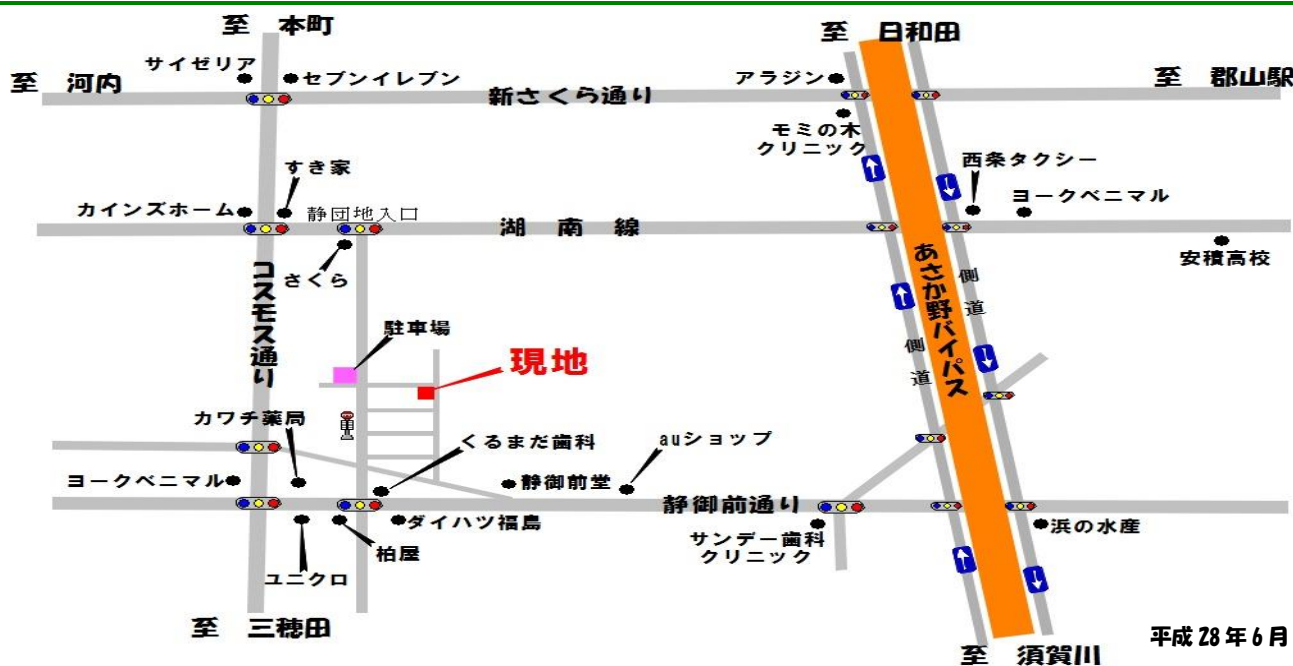 至 本町
至 日和田
サイゼリア
セブンイレブン
アラジン
至 河内
至 郡山駅
新さくら通り
モミの木
クリニック
すき家
西条タクシー
ヨークベニマル
カインズホーム
静団地入口
湖南線
安積高校
さくら
コスモス通り
あさか野バイパス
側道
側道
駐車場
現地
カワチ薬局
くるまだ歯科
auショップ
ヨークベニマル
静御前堂
静御前通り
ダイハツ福島
サンデー歯科
クリニック
浜の水産
柏屋
ユニクロ
至 三穂田
至 須賀川
平成28年6月